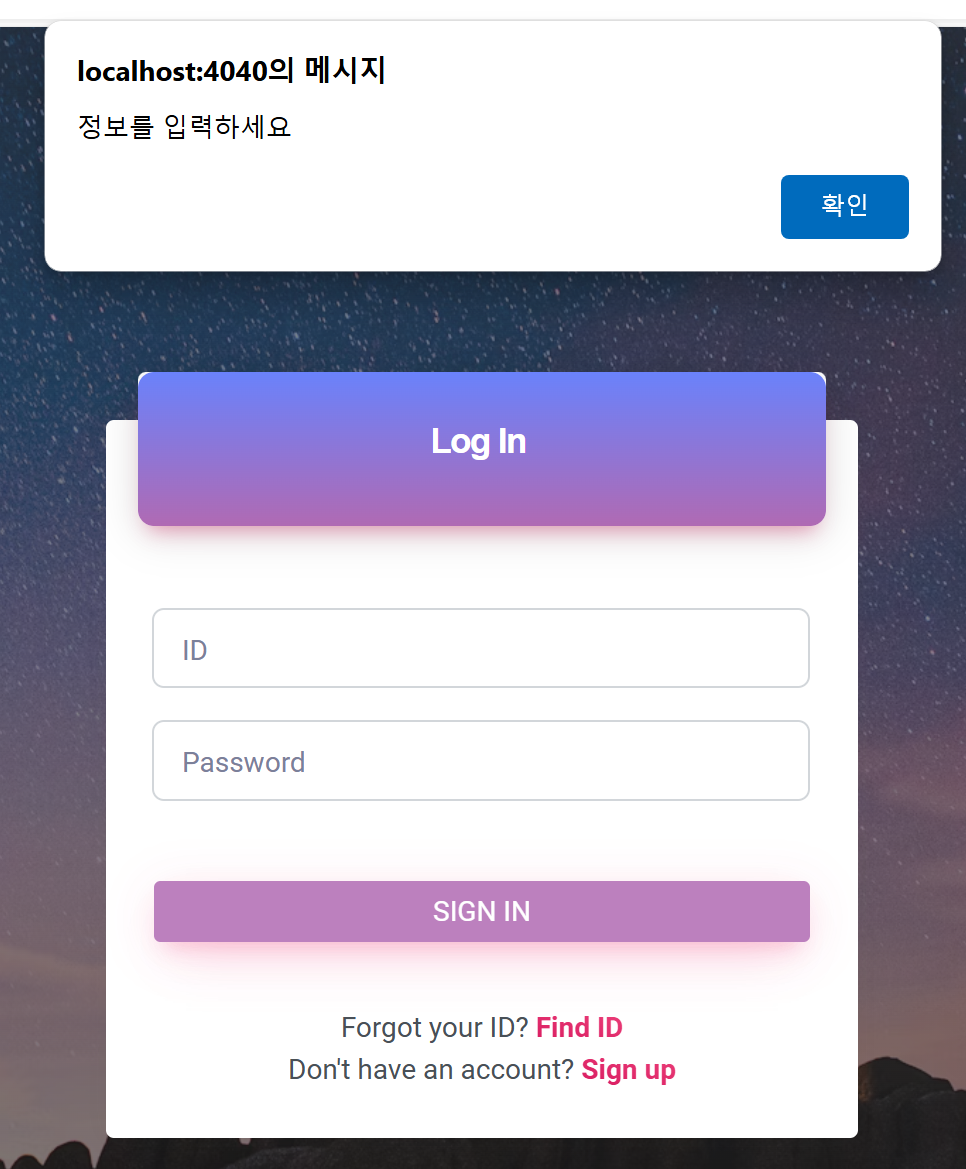 localhost:4040의 메시지
정보를 입력하세요
확인
Log In
ID
Password
SIGN IN
Forgot your ID? Find ID
Don't have an account? Sign up